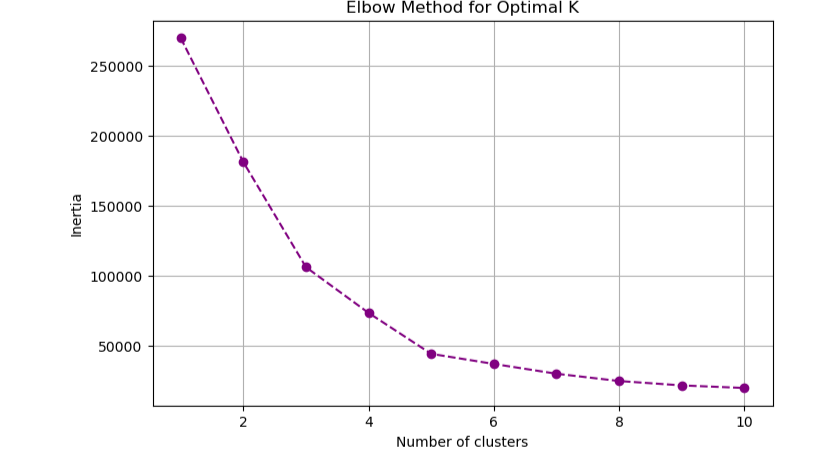 Elbow Method for Optimal K
250000
200000
150000
100000
50000
Inertia
2 4 6 8 10
Number of clusters